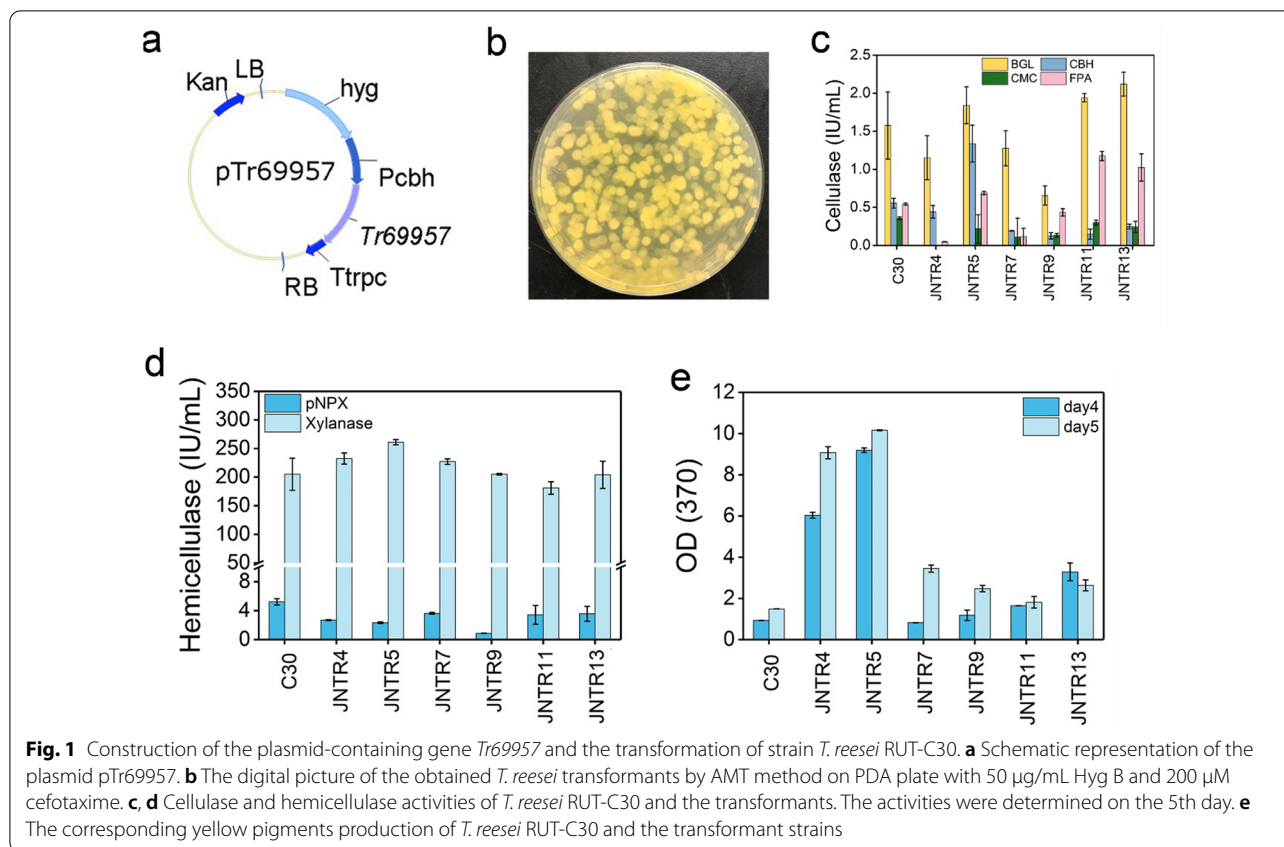 a
LB
Kan
hyg
pTr69957
Pcbh
Tr69957
Ttrpc
RB
b
c
BGL CBH
CMC FPA
Cellulase (IU/mL)
2.5
2.0
1.5
1.0
0.5
0.0
C30 JNTR4 JNTR5 JNTR7 JNTR9 JNTR11 JNTR13
d
pNPX
Xylanase
Hemicellulase (IU/mL)
350
300
250
200
150
100
50
8
4
0
C30 JNTR4 JNTR5 JNTR7 JNTR9 JNTR11 JNTR13
e
day4
day5
OD (370)
12
10
8
6
4
2
0
C30 JNTR4 JNTR5 JNTR7 JNTR9 JNTR11 JNTR13
Fig. 1 Construction of the plasmid-containing gene Tr69957 and the transformation of strain T. reesei RUT-C30. a Schematic representation of the
plasmid pTr69957. b The digital picture of the obtained T. reesei transformants by AMT method on PDA plate with 50 µg/mL Hyg B and 200 µM
cefotaxime. c, d Cellulase and hemicellulase activities of T. reesei RUT-C30 and the transformants. The activities were determined on the 5th day. e
The corresponding yellow pigments production of T. reesei RUT-C30 and the transformant strains